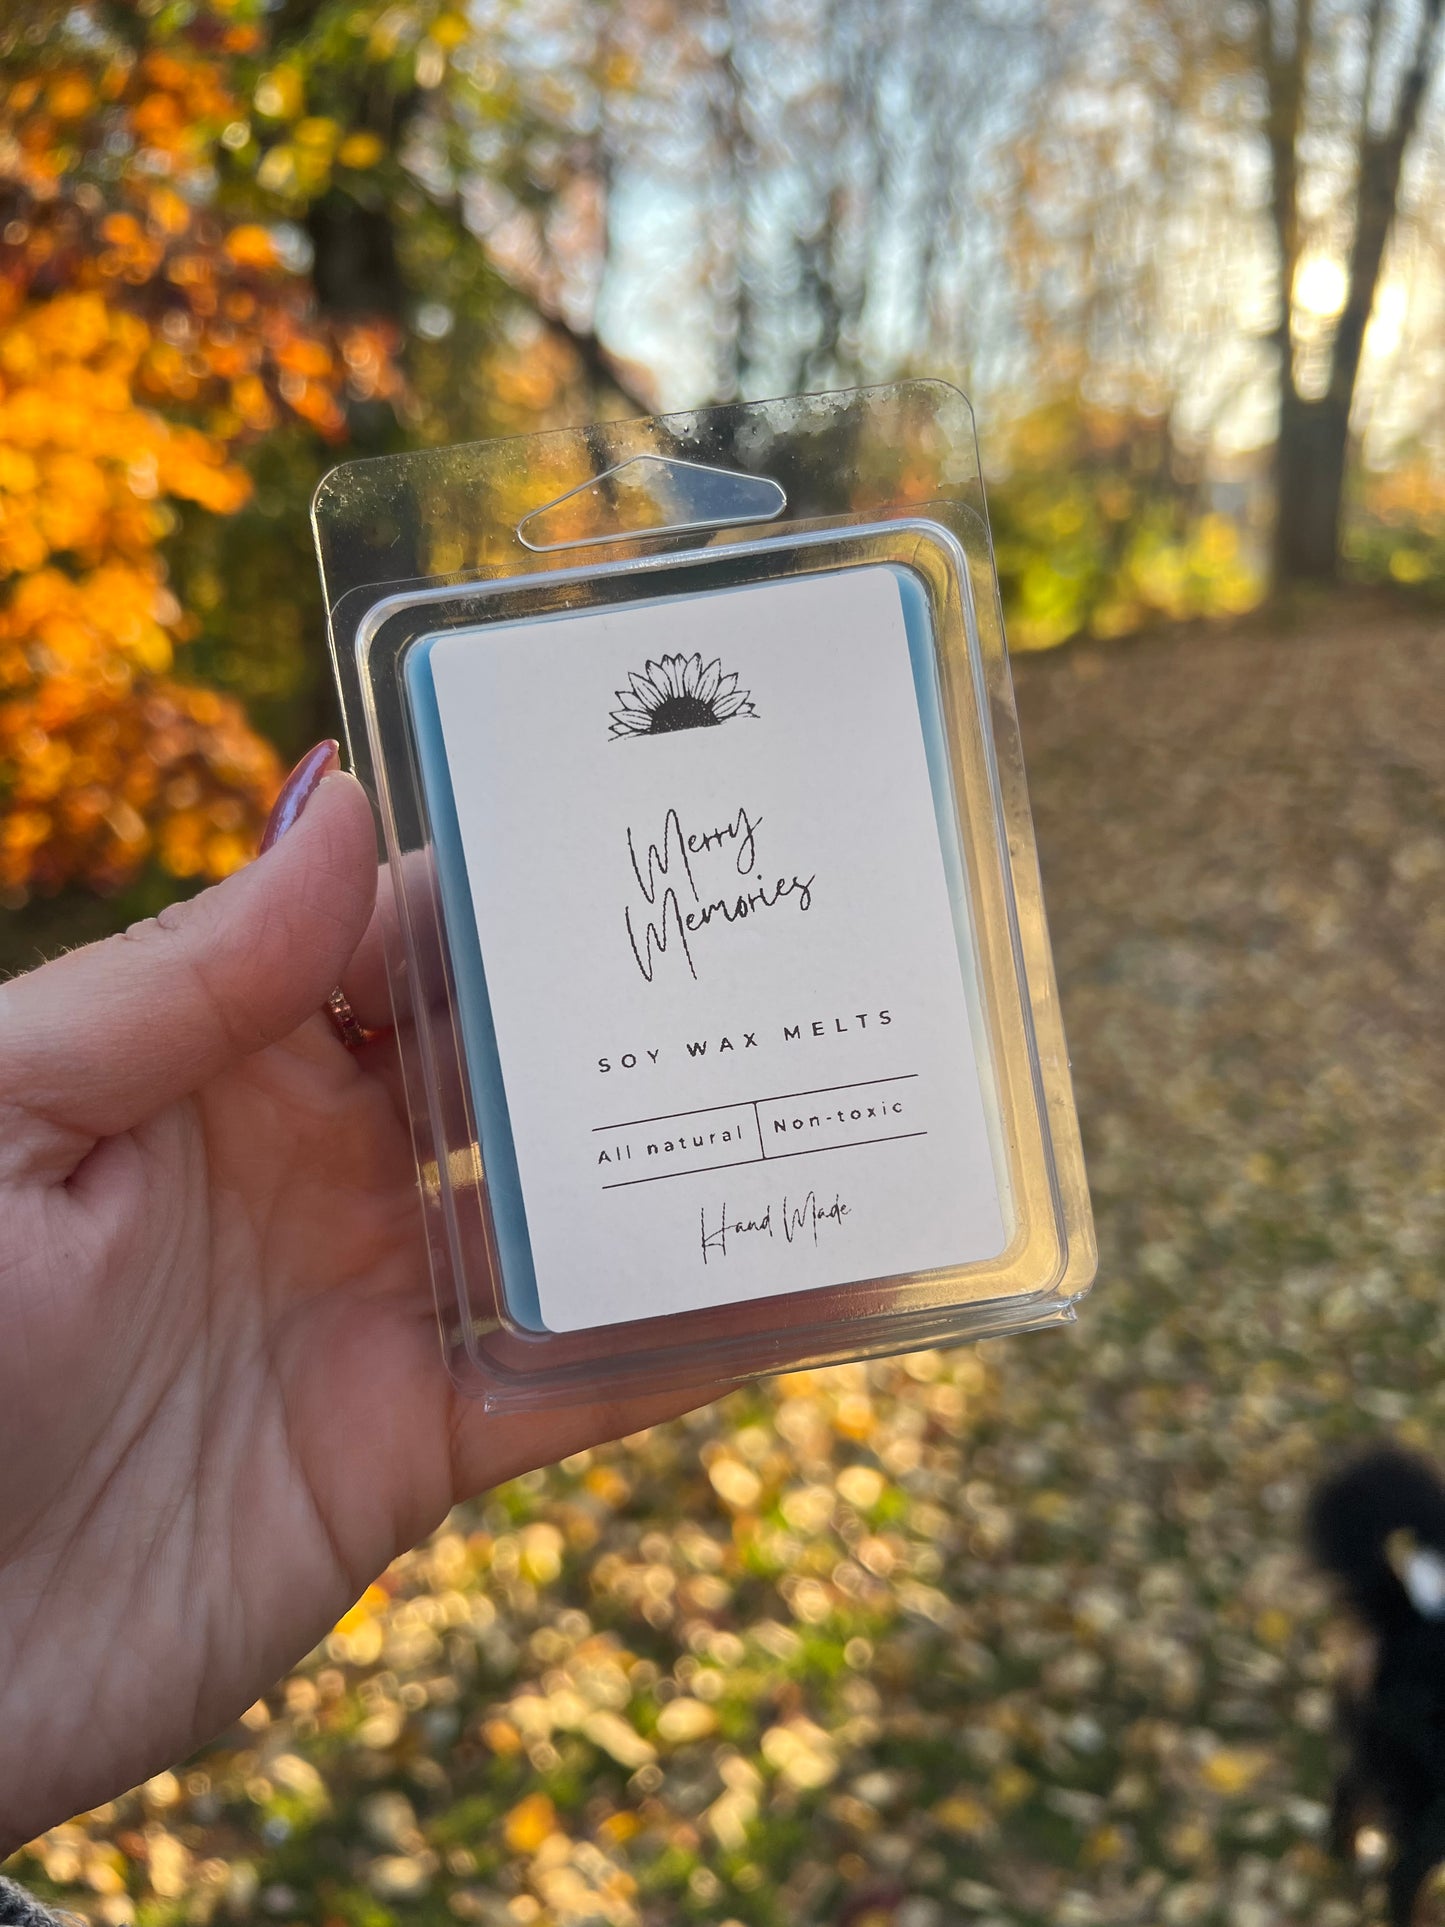 Merry
Memories
SOY WAX MELTS
All natural
Non-toxic
Hand Made